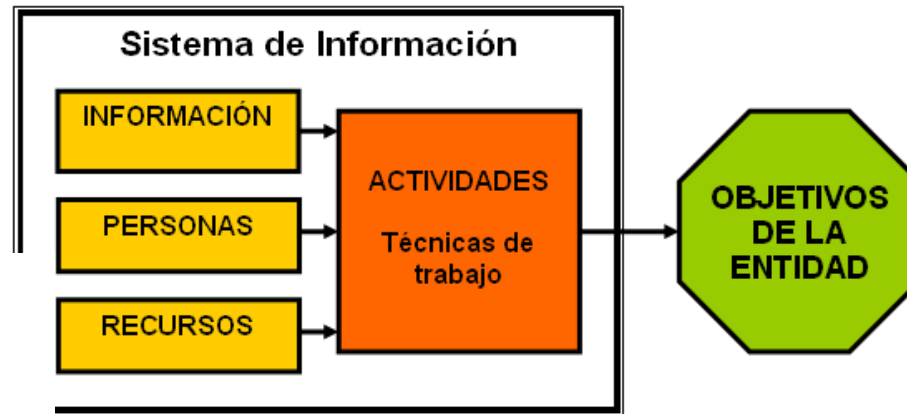 Sistema de Información
INFORMACIÓN
PERSONAS
RECURSOS
ACTIVIDADES
Técnicas de
trabajo
OBJETIVOS
DE LA
ENTIDAD